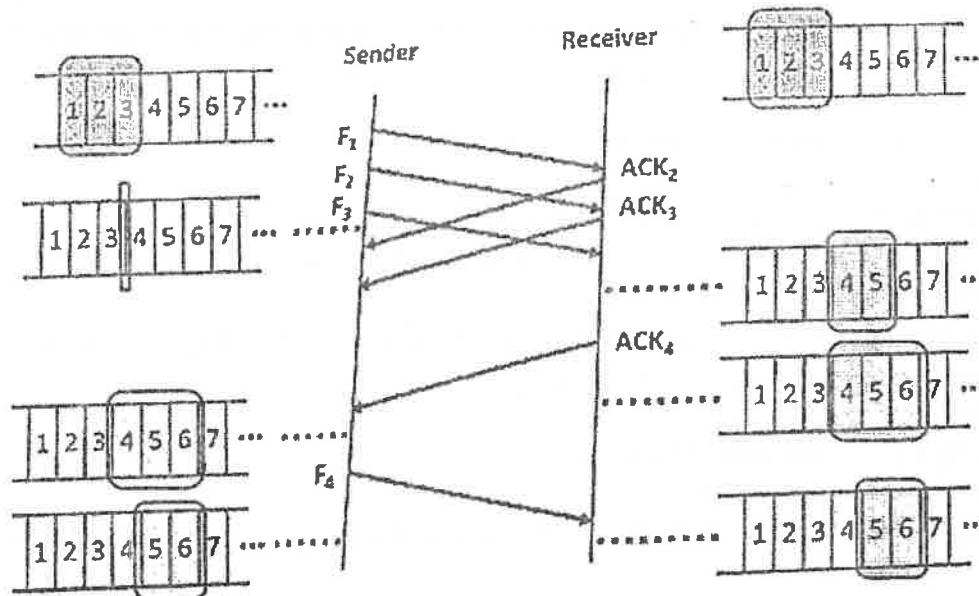 Sender
Receiver
1 2 3 4 5 6 7 ...
1 2 3 4 5 6 7 ...
F₁
F₂
F₃
ACK₂
ACK₃
1 2 3 4 5 6 7 ...
1 2 3 4 5 6 7 ...
ACK₄
1 2 3 4 5 6 7 ...
1 2 3 4 5 6 7 ...
F₄
1 2 3 4 5 6 7 ...
1 2 3 4 5 6 7 ...